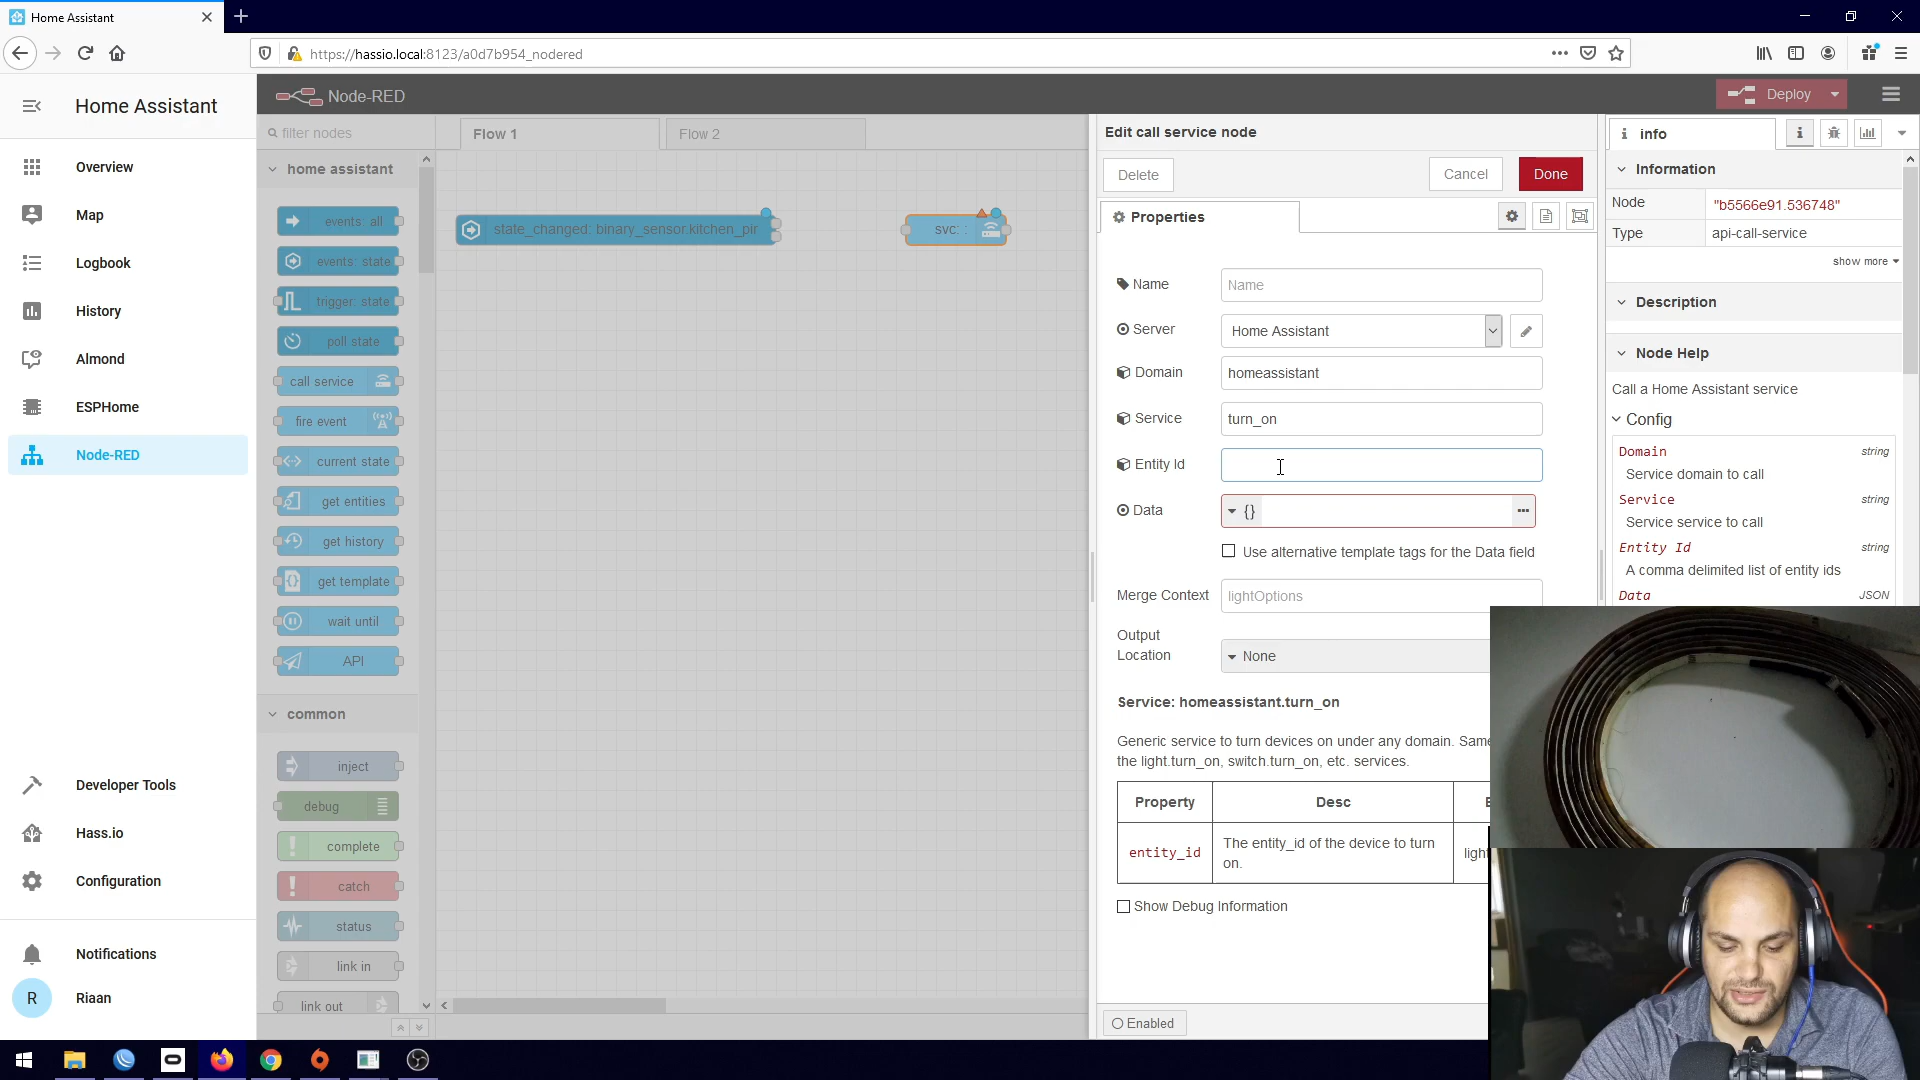 Home Assistant
https://hassio.local:8123/a0d7b954_nodered
Home Assistant
Overview
Map
Logbook
History
Almond
ESPHome
Node-RED
Developer Tools
Hass.io
Configuration
Notifications
R
Riaan
Node-RED
Deploy
filter nodes
home assistant
events: all
events: state
trigger: state
poll state
call service
fire event
current state
get entities
get history
get template
wait until
API
common
inject
debug
complete
catch
status
link in
link out
Flow 1
Flow 2
state_changed: binary_sensor.kitchen_pir
svc: :
Edit call service node
Delete
Cancel
Done
Properties
Name
Name
Server
Home Assistant
Domain
homeassistant
Service
turn_on
Entity Id
Data
{}
Use alternative template tags for the Data field
Merge Context
lightOptions
Output
Location
None
Service: homeassistant.turn_on
Generic service to turn devices on under any domain. Same
the light.turn_on, switch.turn_on, etc. services.
Property
Desc
entity_id
The entity_id of the device to turn
on.
light
Show Debug Information
Enabled
info
Information
Node
"b5566e91.536748"
Type
api-call-service
show more
Description
Node Help
Call a Home Assistant service
Config
Domain
string
Service domain to call
Service
string
Service service to call
Entity Id
string
A comma delimited list of entity ids
Data
JSON